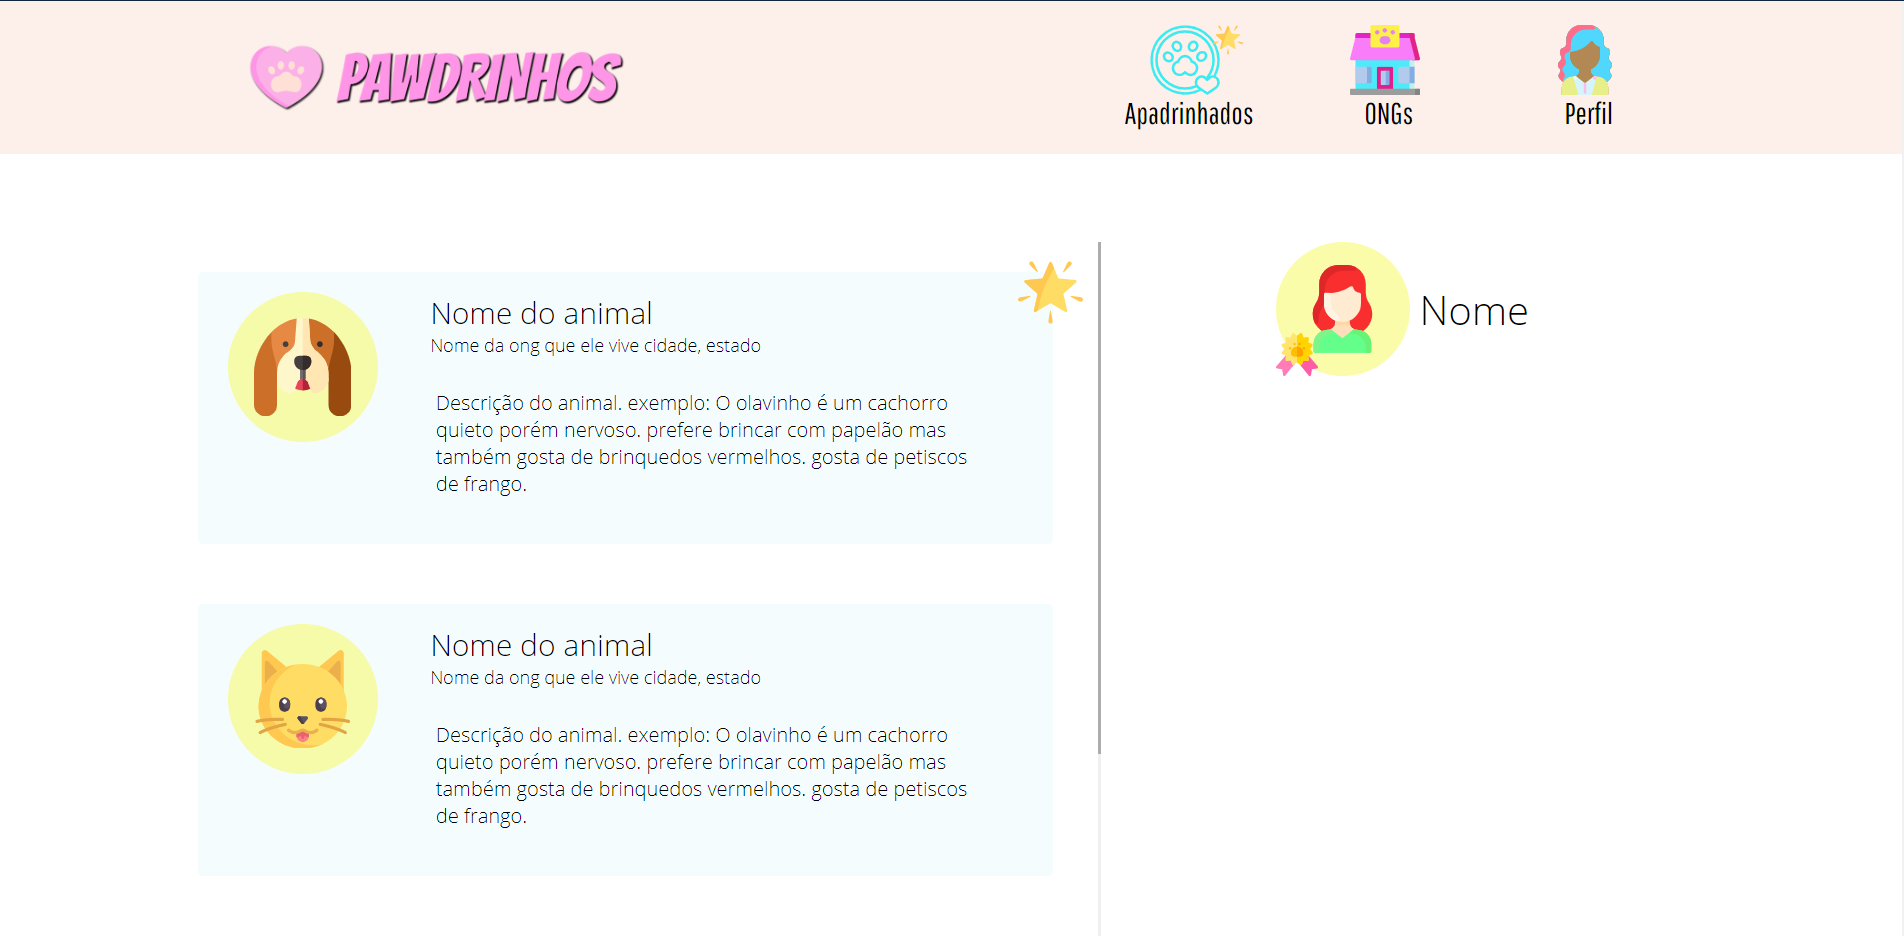 PAWDRINHOS
Apadrinhados
ONGs
Perfil
Nome do animal
Nome da ong que ele vive cidade, estado
Descrição do animal. exemplo: O olavinho é um cachorro
quieto porém nervoso. prefere brincar com papelão mas
também gosta de brinquedos vermelhos. gosta de petiscos
de frango.
Nome do animal
Nome da ong que ele vive cidade, estado
Descrição do animal. exemplo: O olavinho é um cachorro
quieto porém nervoso. prefere brincar com papelão mas
também gosta de brinquedos vermelhos. gosta de petiscos
de frango.
Nome